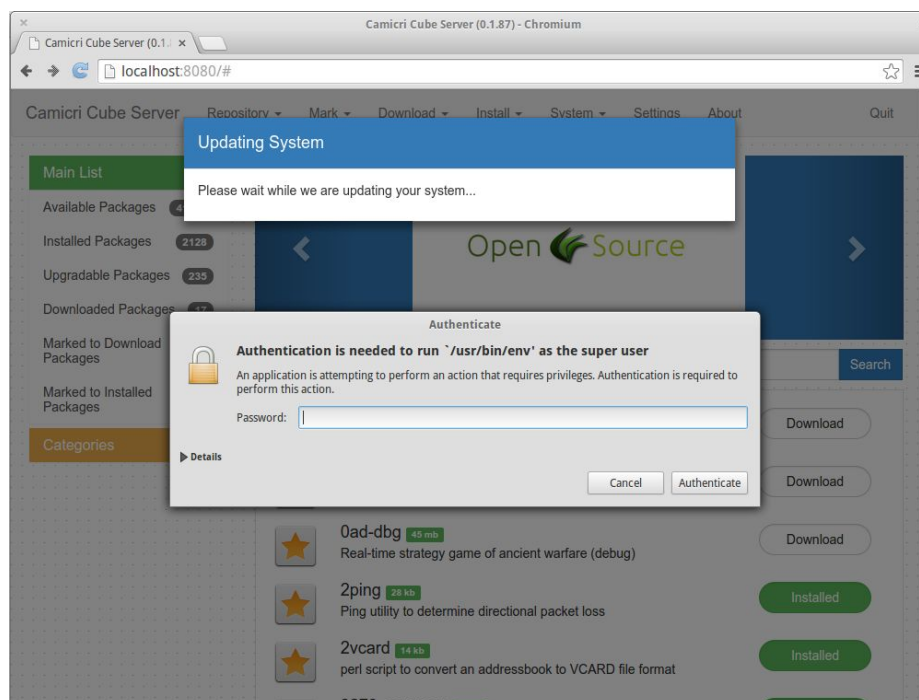 Camicri Cube Server (0.1.87) - Chromium
Camicri Cube Server (0.1.
localhost:8080/#
Camicri Cube Server Repository Mark Download Install System Settings About Quit
Updating System
Please wait while we are updating your system...
Main List
Available Packages
Installed Packages 2128
Upgradable Packages 235
Downloaded Packages 17
Marked to Download
Packages
Marked to Installed
Packages
Categories
Open Source
Search
Authenticate
Authentication is needed to run `/usr/bin/env' as the super user
An application is attempting to perform an action that requires privileges. Authentication is required to
perform this action.
Password:
Details
Cancel Authenticate
Download
Download
0ad-dbg 45 mb
Real-time strategy game of ancient warfare (debug)
Download
2ping 28 kb
Ping utility to determine directional packet loss
Installed
2vcard 14 kb
perl script to convert an addressbook to VCARD file format
Installed